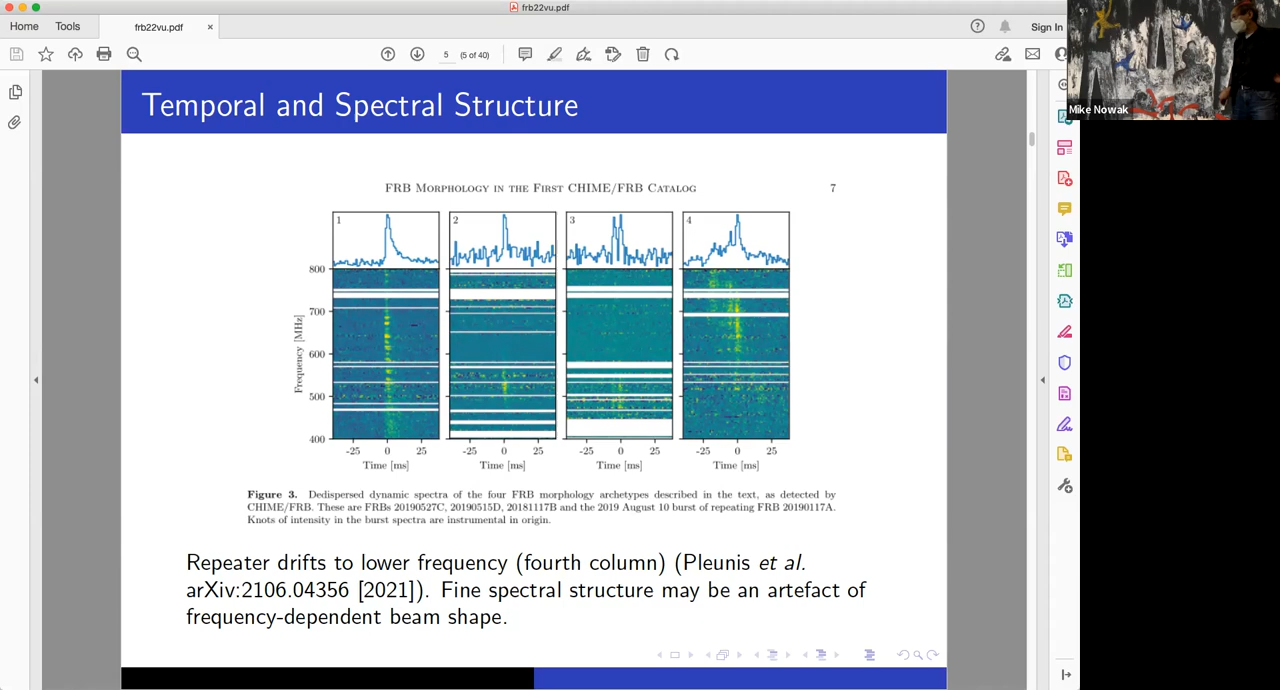 frb22vu.pdf
Home
Tools
frb22vu.pdf
×
Sign In
5
(5 of 40)
Mike Nowak
Temporal and Spectral Structure
FRB Morphology in the First CHIME/FRB Catalog
7
1
2
3
4
800
700
600
500
400
Frequency [MHz]
-25 0 25
-25 0 25
-25 0 25
-25 0 25
Time [ms]
Time [ms]
Time [ms]
Time [ms]
Figure 3. Dedispersed dynamic spectra of the four FRB morphology archetypes described in the text, as detected by
CHIME/FRB. These are FRBs 20190527C, 20190515D, 20181117B and the 2019 August 10 burst of repeating FRB 20190117A.
Knots of intensity in the burst spectra are instrumental in origin.
Repeater drifts to lower frequency (fourth column) (Pleunis et al.
arXiv:2106.04356 [2021]). Fine spectral structure may be an artefact of
frequency-dependent beam shape.